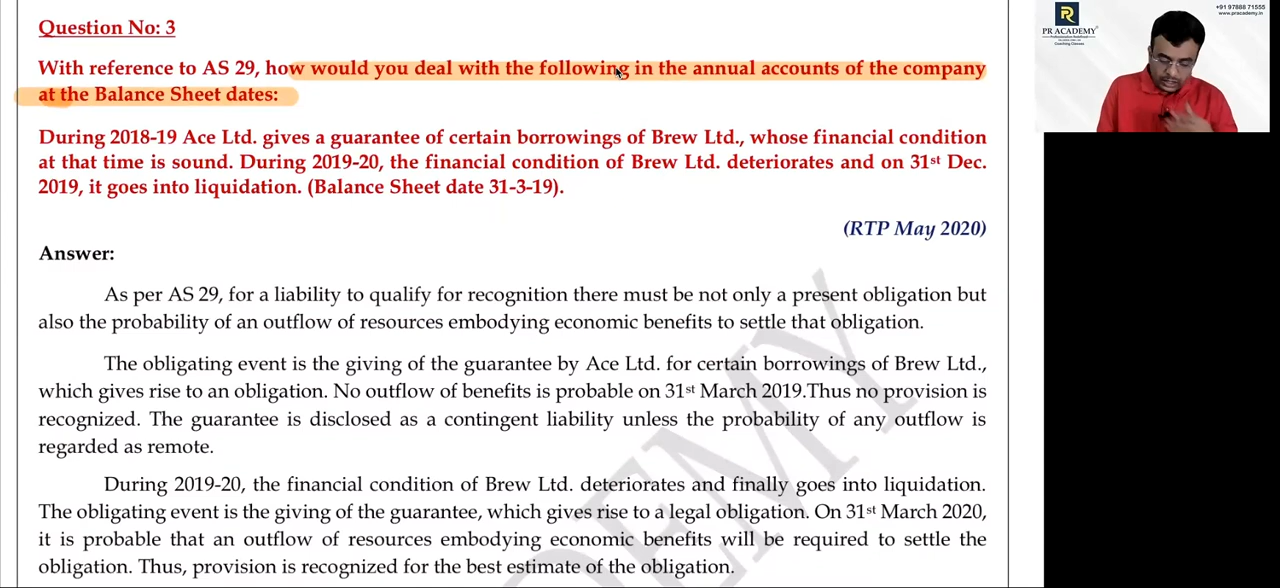 Question No: 3
With reference to AS 29, how would you deal with the following in the annual accounts of the company
at the Balance Sheet dates:
During 2018-19 Ace Ltd. gives a guarantee of certain borrowings of Brew Ltd., whose financial condition
at that time is sound. During 2019-20, the financial condition of Brew Ltd. deteriorates and on 31st Dec.
2019, it goes into liquidation. (Balance Sheet date 31-3-19).
(RTP May 2020)
Answer:
As per AS 29, for a liability to qualify for recognition there must be not only a present obligation but
also the probability of an outflow of resources embodying economic benefits to settle that obligation.
The obligating event is the giving of the guarantee by Ace Ltd. for certain borrowings of Brew Ltd.,
which gives rise to an obligation. No outflow of benefits is probable on 31st March 2019.Thus no provision is
recognized. The guarantee is disclosed as a contingent liability unless the probability of any outflow is
regarded as remote.
During 2019-20, the financial condition of Brew Ltd. deteriorates and finally goes into liquidation.
The obligating event is the giving of the guarantee, which gives rise to a legal obligation. On 31st March 2020,
it is probable that an outflow of resources embodying economic benefits will be required to settle the
obligation. Thus, provision is recognized for the best estimate of the obligation.
DEMY
+91 97888 71555
www.pracademy.in
R
PR ACADEMY
Coaching Classes